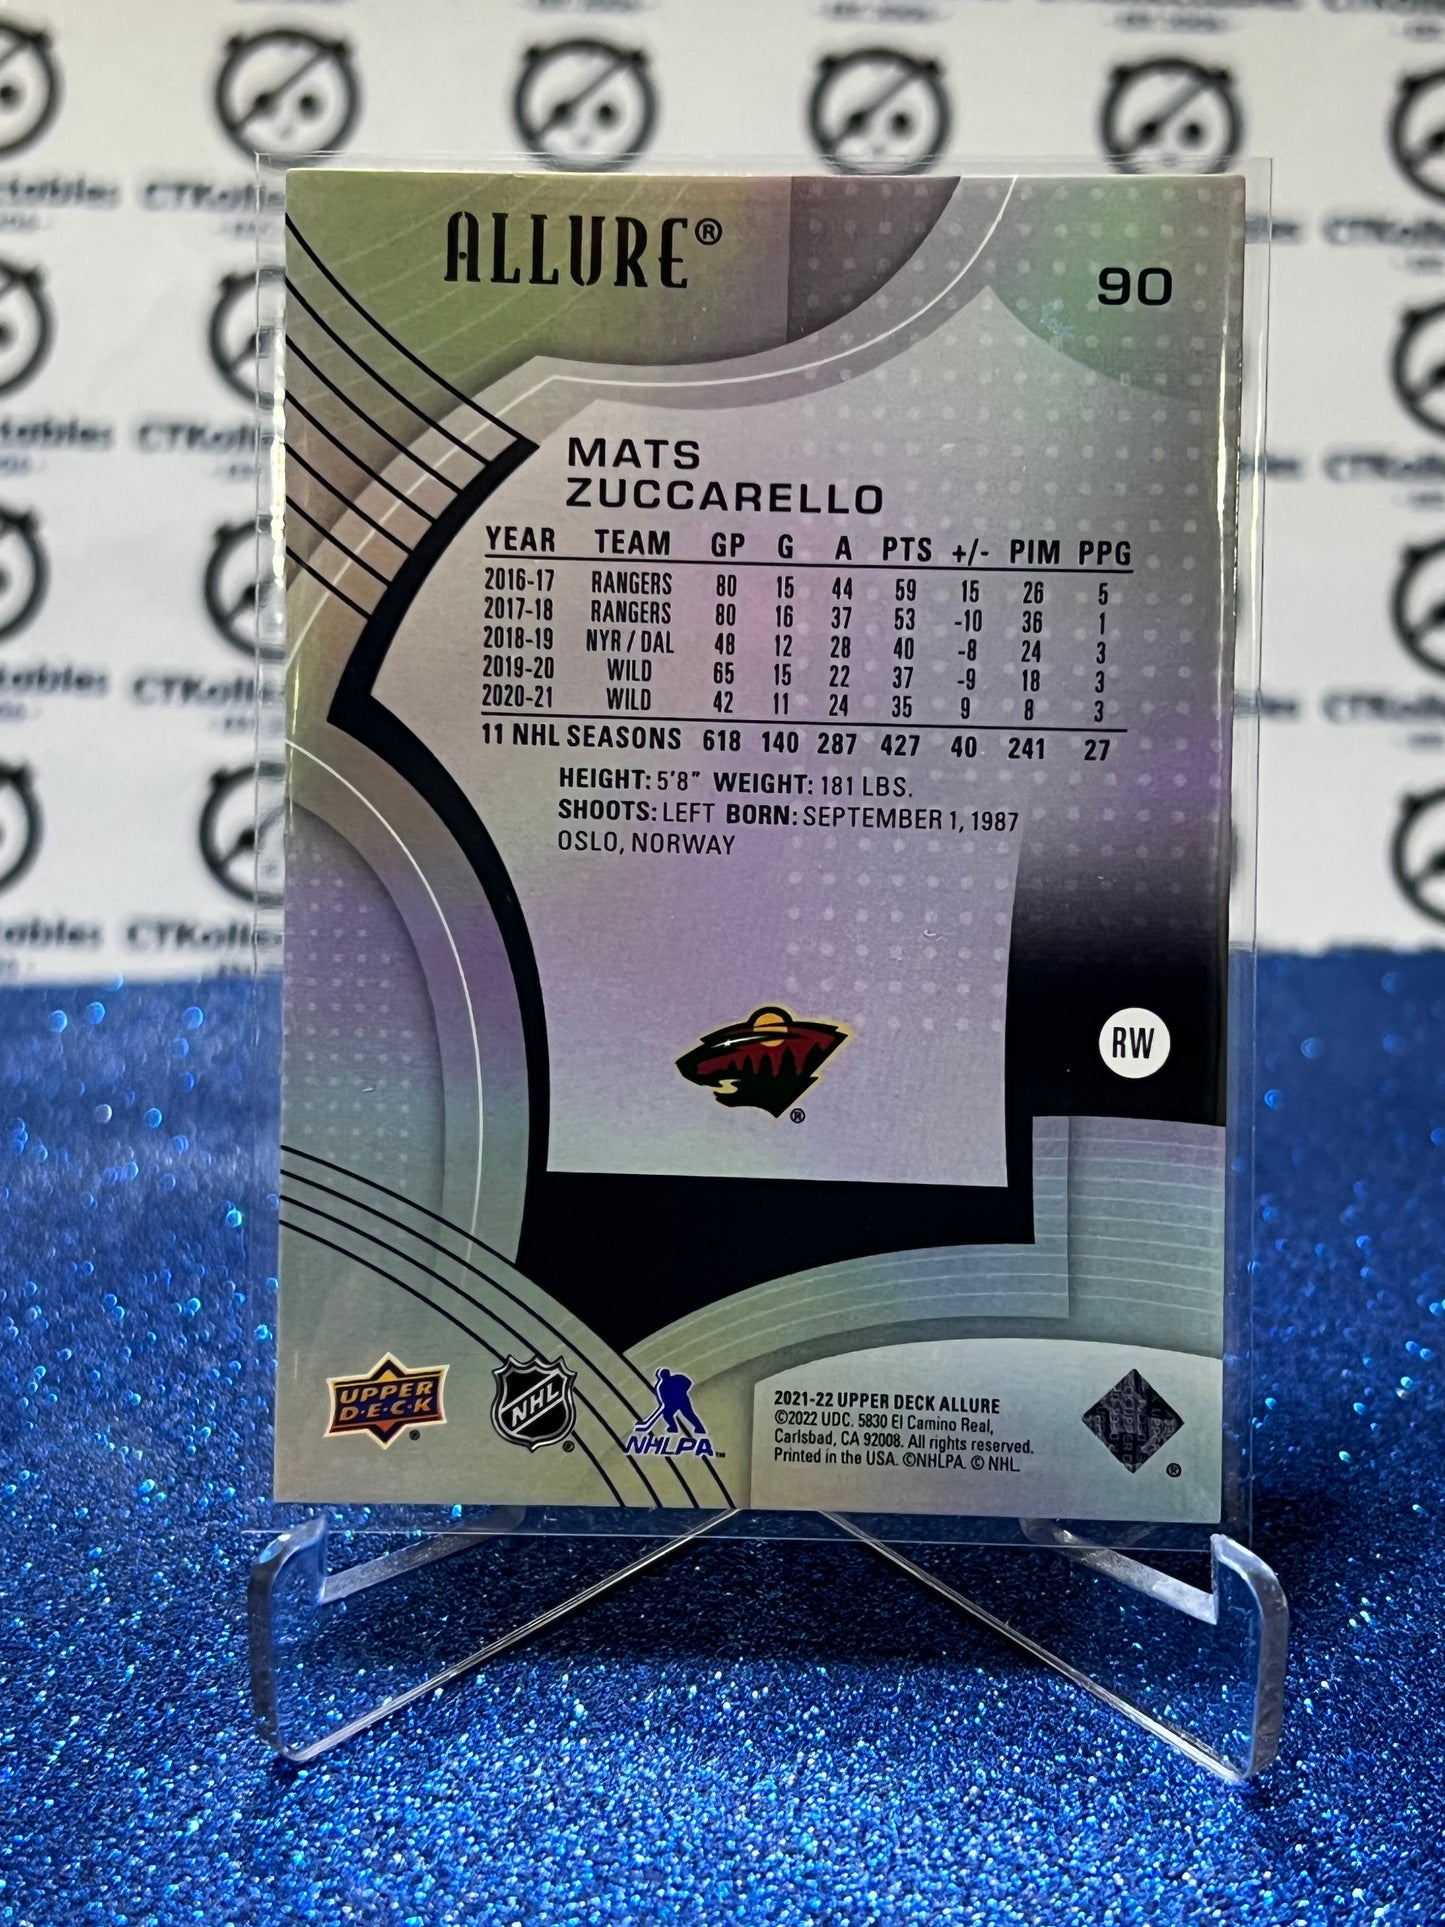 CTKolle
ALLURE®
90
MATS
ZUCCARELLO
YEAR TEAM GP G A PTS +/- PIM PPG
2016-17 RANGERS 80 15 44 59 15 26 5
2017-18 RANGERS 80 16 37 53 -10 36 1
2018-19 NYR / DAL 48 12 28 40 -8 24 3
2019-20 WILD 65 15 22 37 -9 18 3
2020-21 WILD 42 11 24 35 9 8 3
11 NHL SEASONS 618 140 287 427 40 241 27
HEIGHT: 5'8" WEIGHT: 181 LBS.
SHOOTS: LEFT BORN: SEPTEMBER 1, 1987
OSLO, NORWAY
RW
®
UPPER
D·E·C·K
®
NHL
®
NHLPA™
2021-22 UPPER DECK ALLURE
©2022 UDC. 5830 El Camino Real,
Carlsbad, CA 92008. All rights reserved.
Printed in the USA. ©NHLPA. © NHL
®